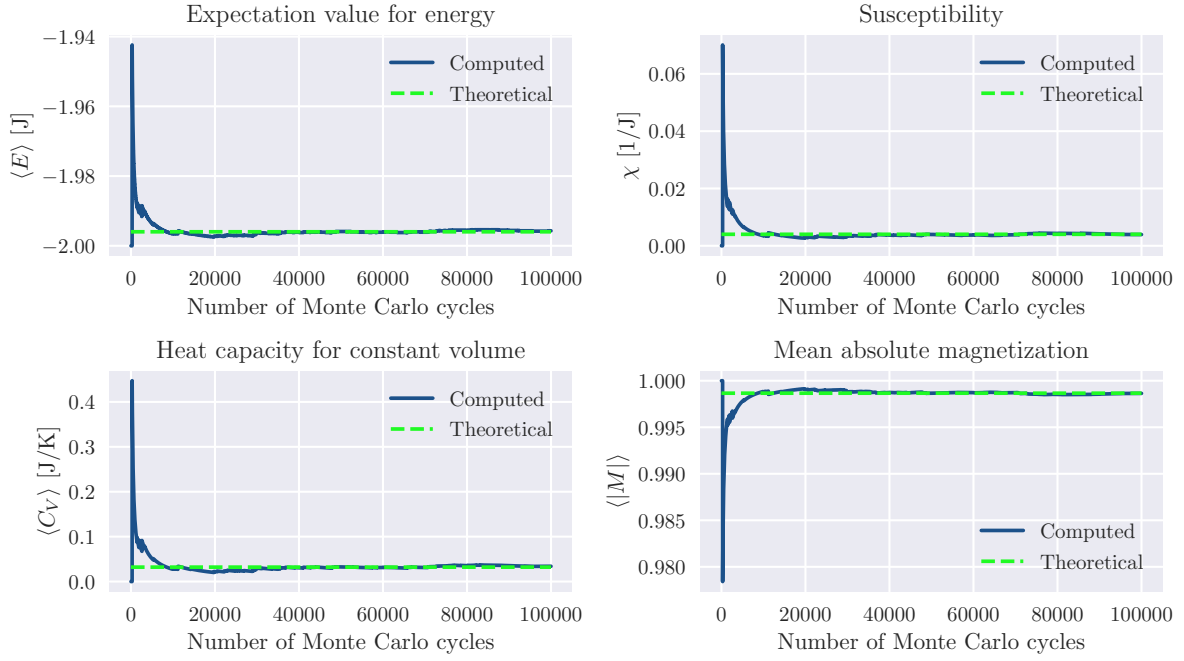 Expectation value for energy
⟨E⟩ [J]
−1.94
−1.96
−1.98
−2.00
Computed
Theoretical
0 20000 40000 60000 80000 100000
Number of Monte Carlo cycles
Susceptibility
χ [1/J]
0.06
0.04
0.02
0.00
Computed
Theoretical
0 20000 40000 60000 80000 100000
Number of Monte Carlo cycles
Heat capacity for constant volume
⟨C_V⟩ [J/K]
0.4
0.3
0.2
0.1
0.0
Computed
Theoretical
0 20000 40000 60000 80000 100000
Number of Monte Carlo cycles
Mean absolute magnetization
⟨|M|⟩
1.000
0.995
0.990
0.985
0.980
Computed
Theoretical
0 20000 40000 60000 80000 100000
Number of Monte Carlo cycles